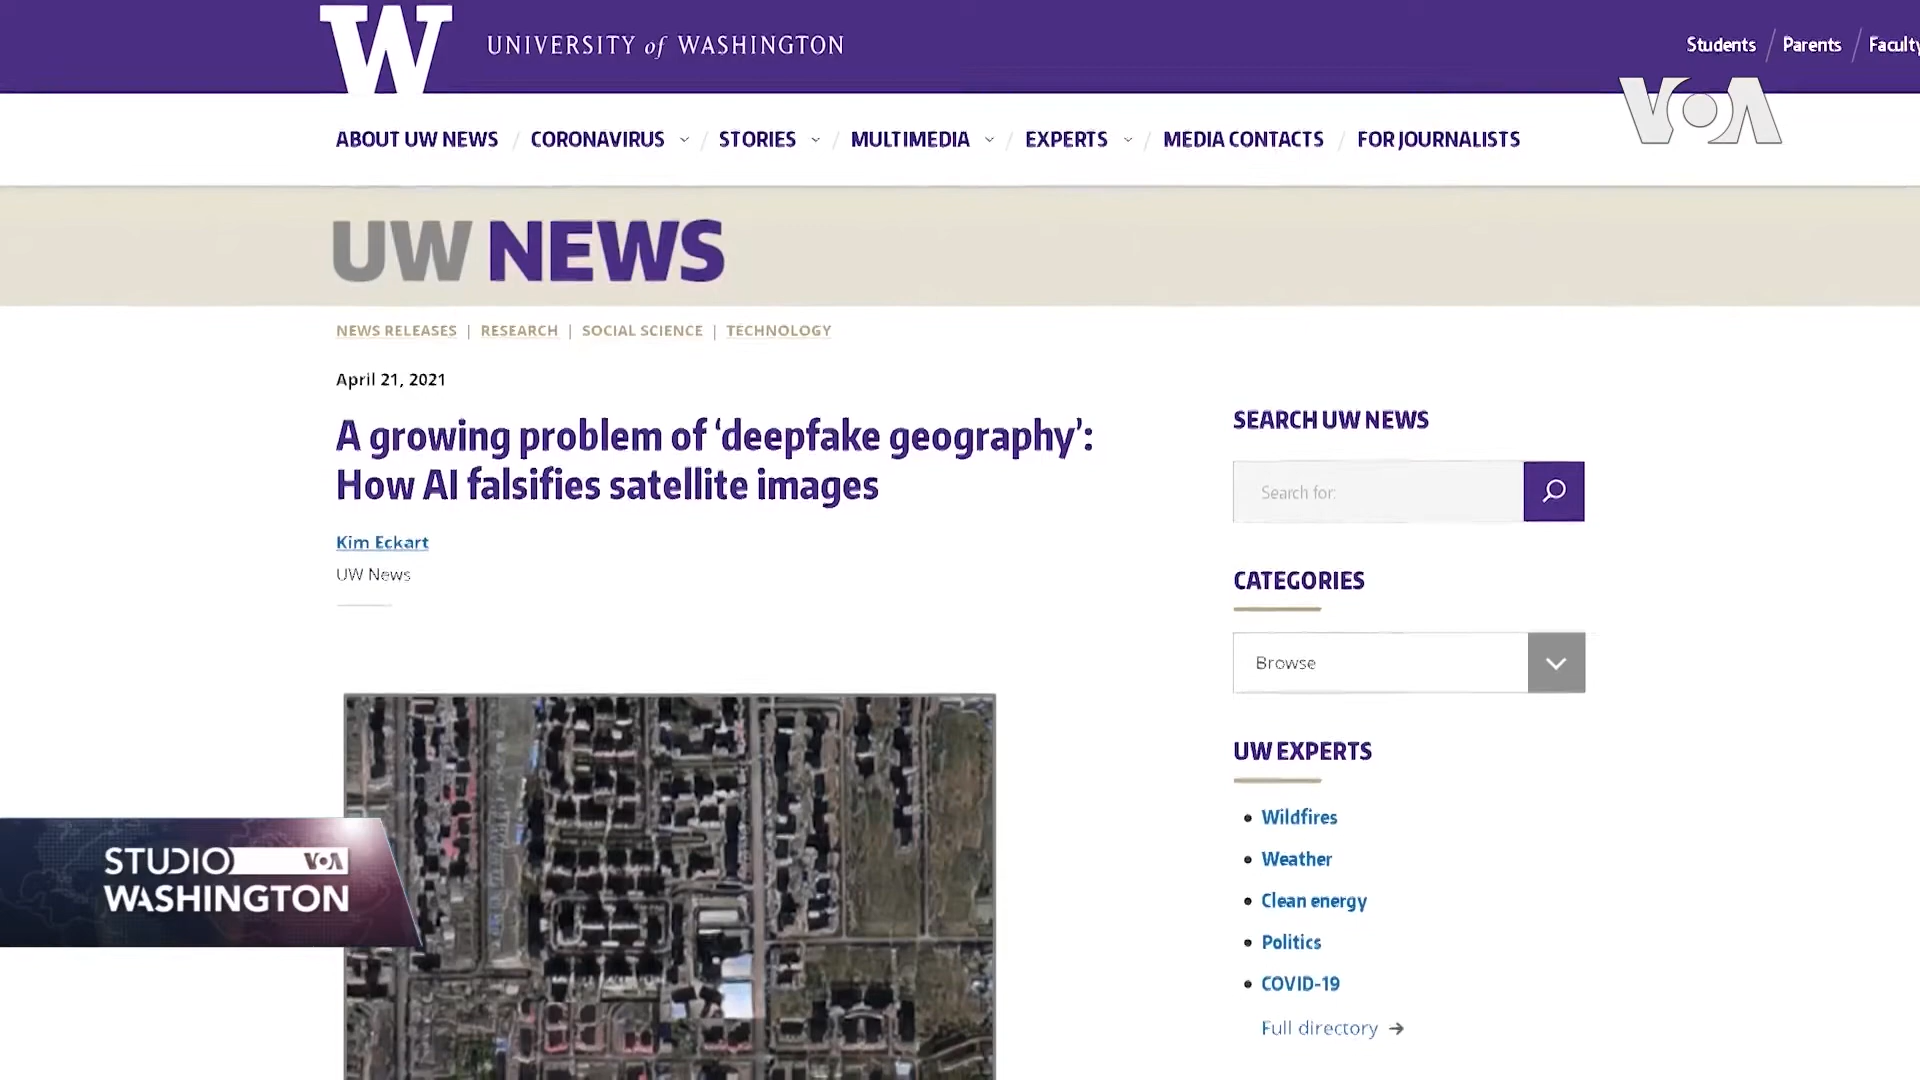 W UNIVERSITY of WASHINGTON
Students Parents Faculty
VOA
ABOUT UW NEWS / CORONAVIRUS / STORIES / MULTIMEDIA / EXPERTS / MEDIA CONTACTS / FOR JOURNALISTS
UW NEWS
NEWS RELEASES | RESEARCH | SOCIAL SCIENCE | TECHNOLOGY
April 21, 2021
A growing problem of ‘deepfake geography’:
How AI falsifies satellite images
Kim Eckart
UW News
SEARCH UW NEWS
Search for:
CATEGORIES
Browse
UW EXPERTS
Wildfires
Weather
Clean energy
Politics
COVID-19
Full directory
STUDIO VOA
WASHINGTON